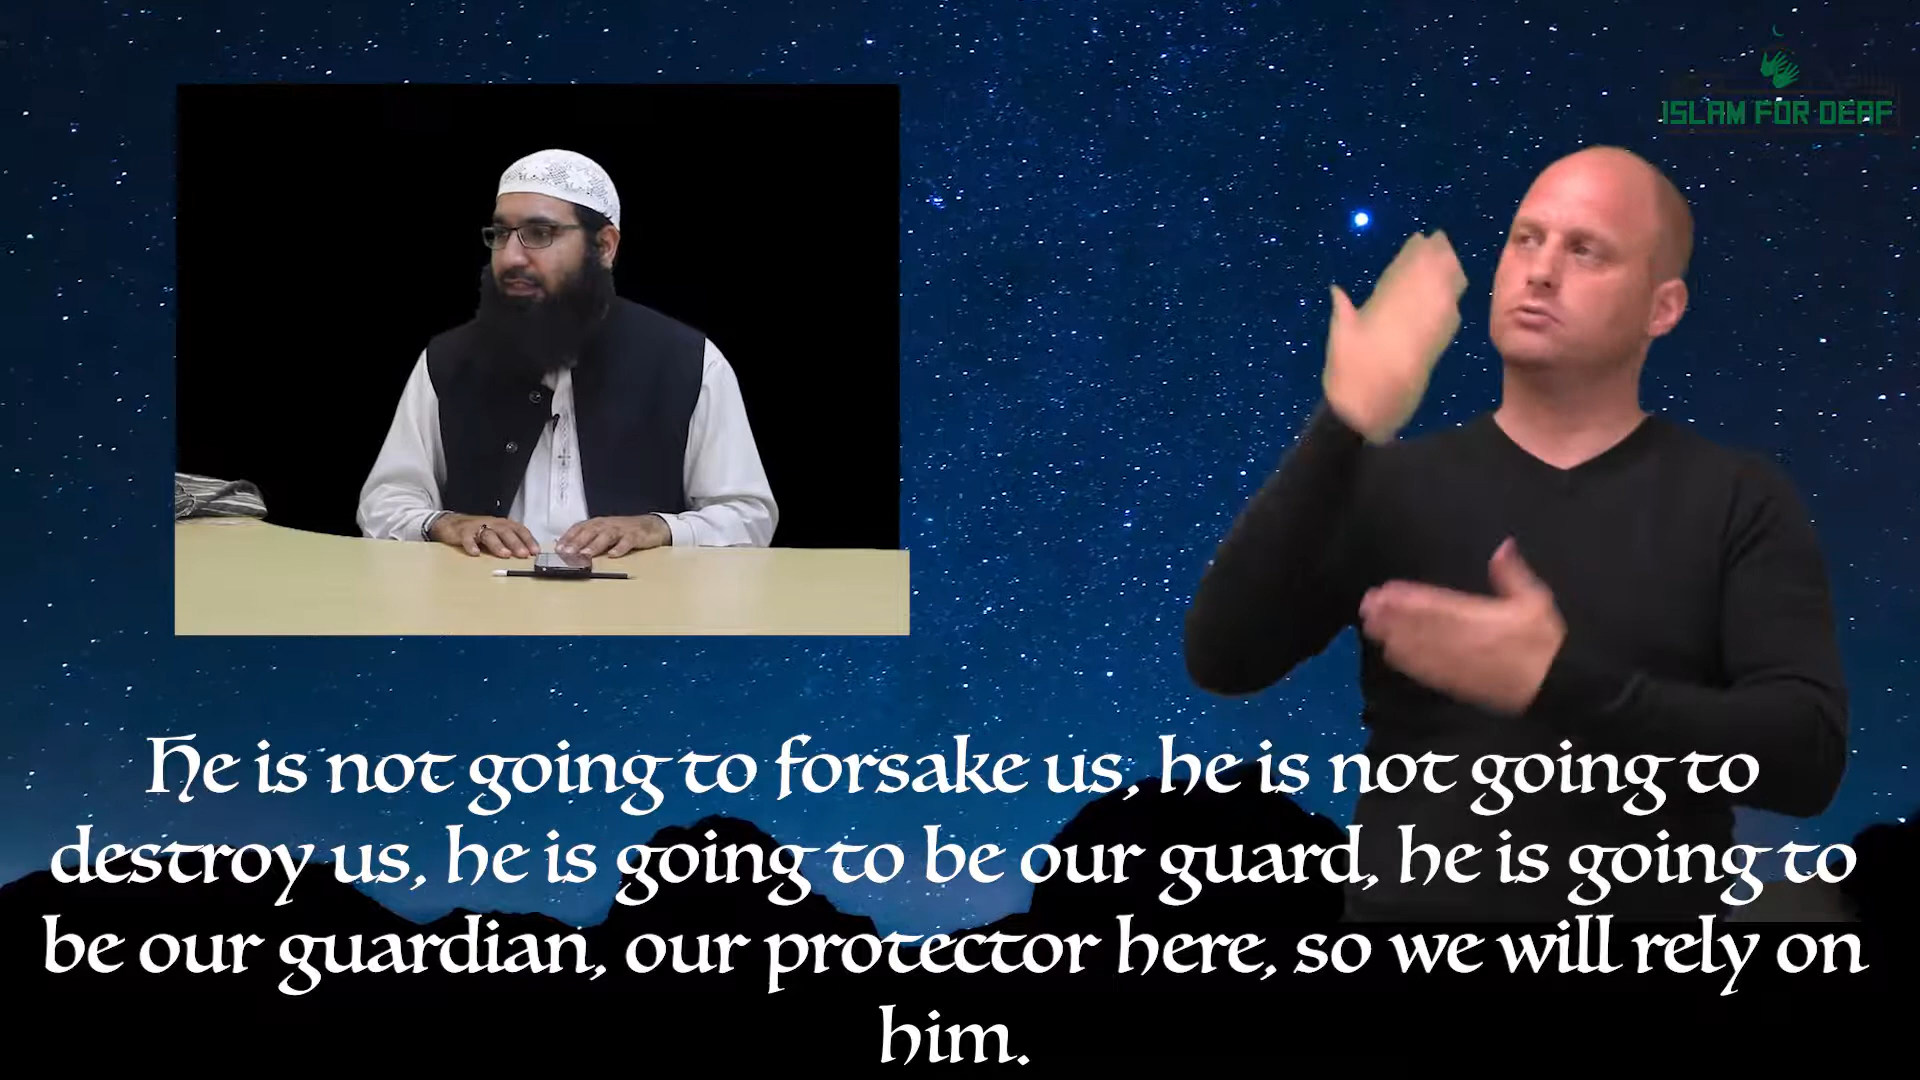 ISLAM FOR DEAF
He is not going to forsake us, he is not going to
destroy us, he is going to be our guard, he is going to
be our guardian, our protector here, so we will rely on
him.